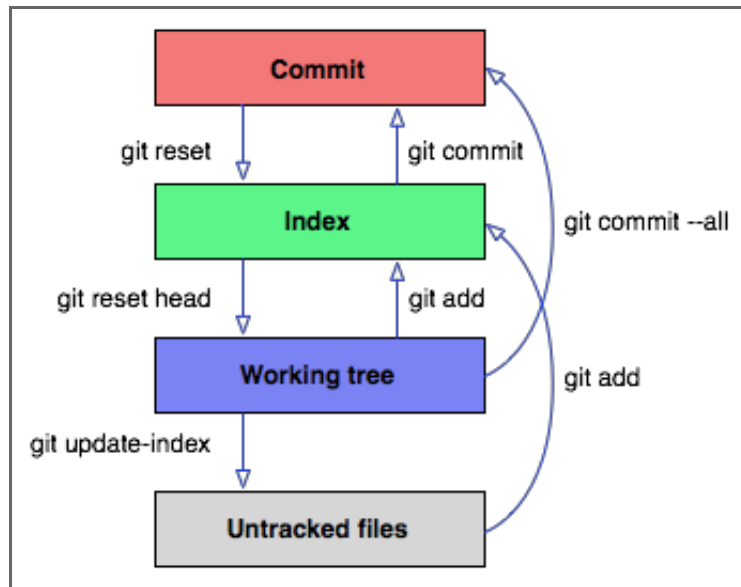 Commit
git reset
git commit
Index
git commit --all
git reset head
git add
Working tree
git add
git update-index
Untracked files